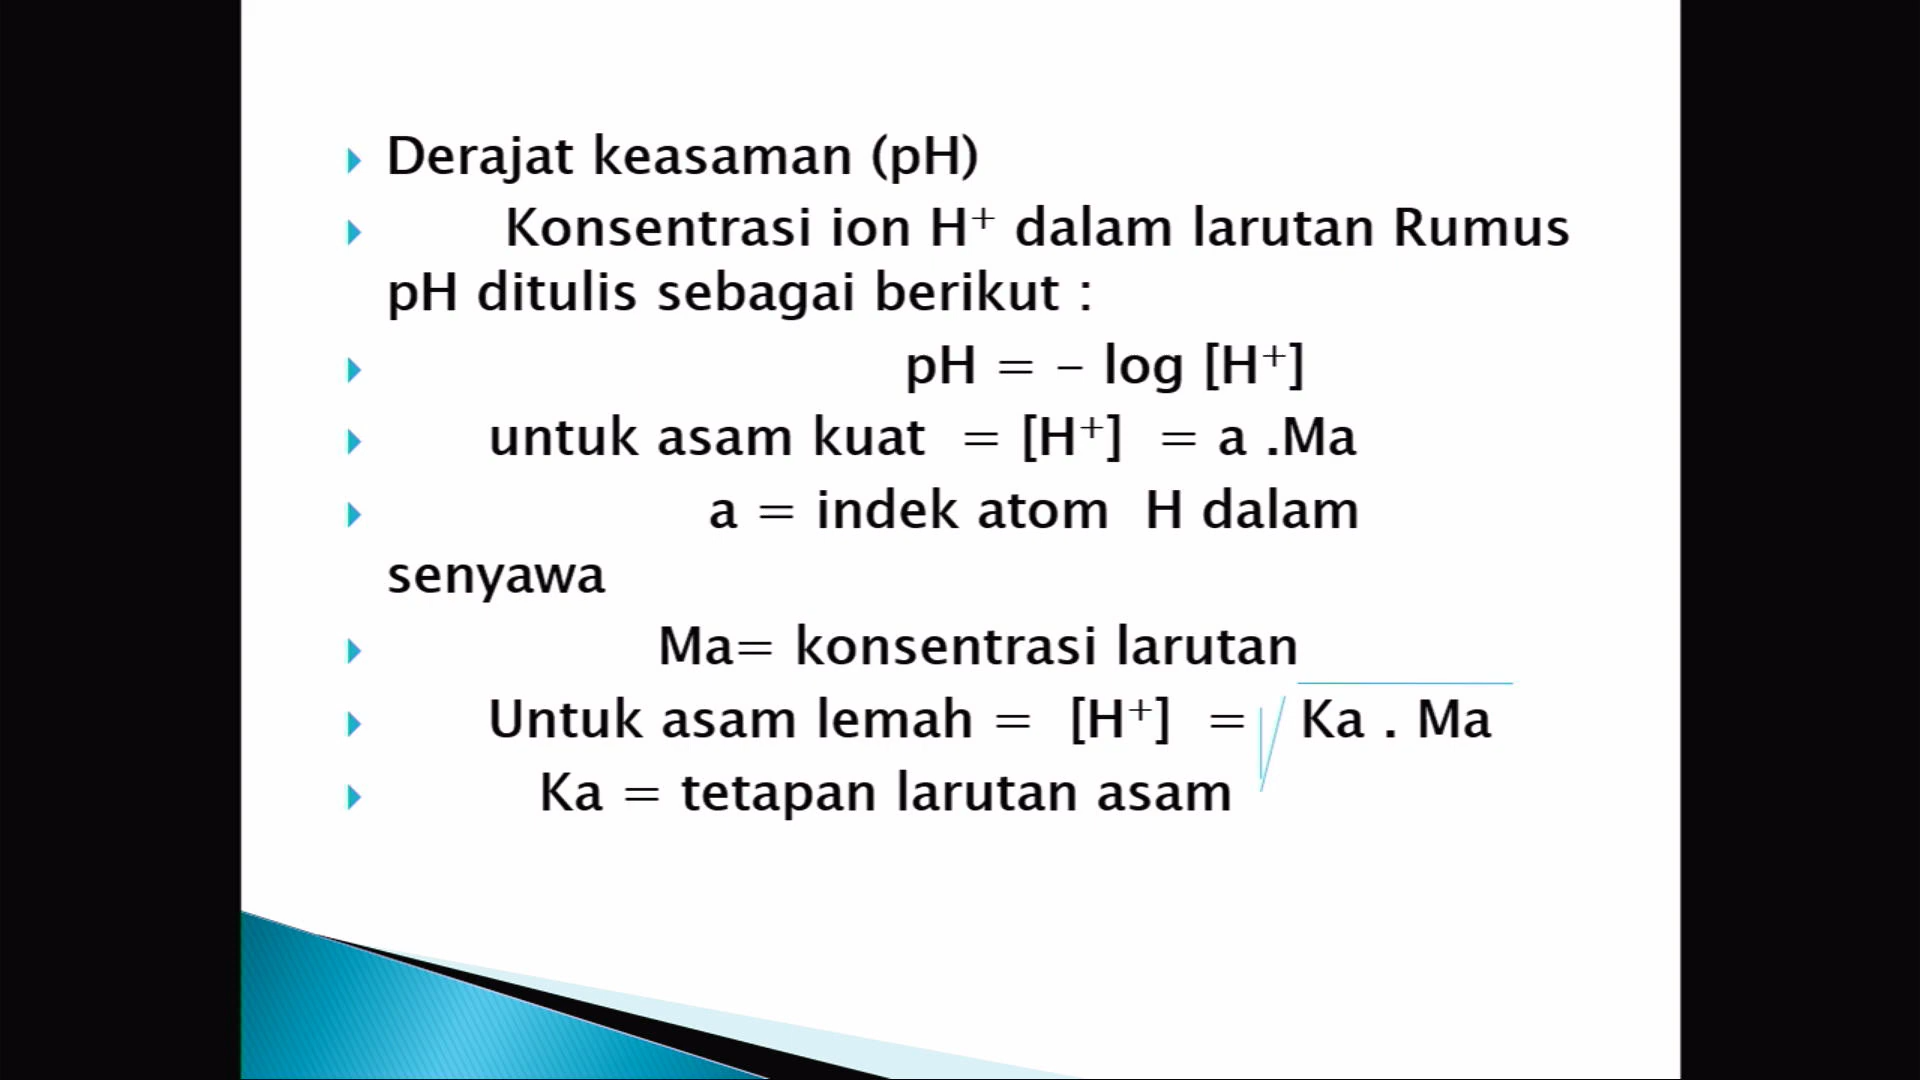 Derajat keasaman (pH)
Konsentrasi ion H⁺ dalam larutan Rumus
pH ditulis sebagai berikut :
pH = – log [H⁺]
untuk asam kuat = [H⁺] = a .Ma
a = indek atom H dalam
senyawa
Ma= konsentrasi larutan
Untuk asam lemah = [H⁺] = √ Ka . Ma
Ka = tetapan larutan asam